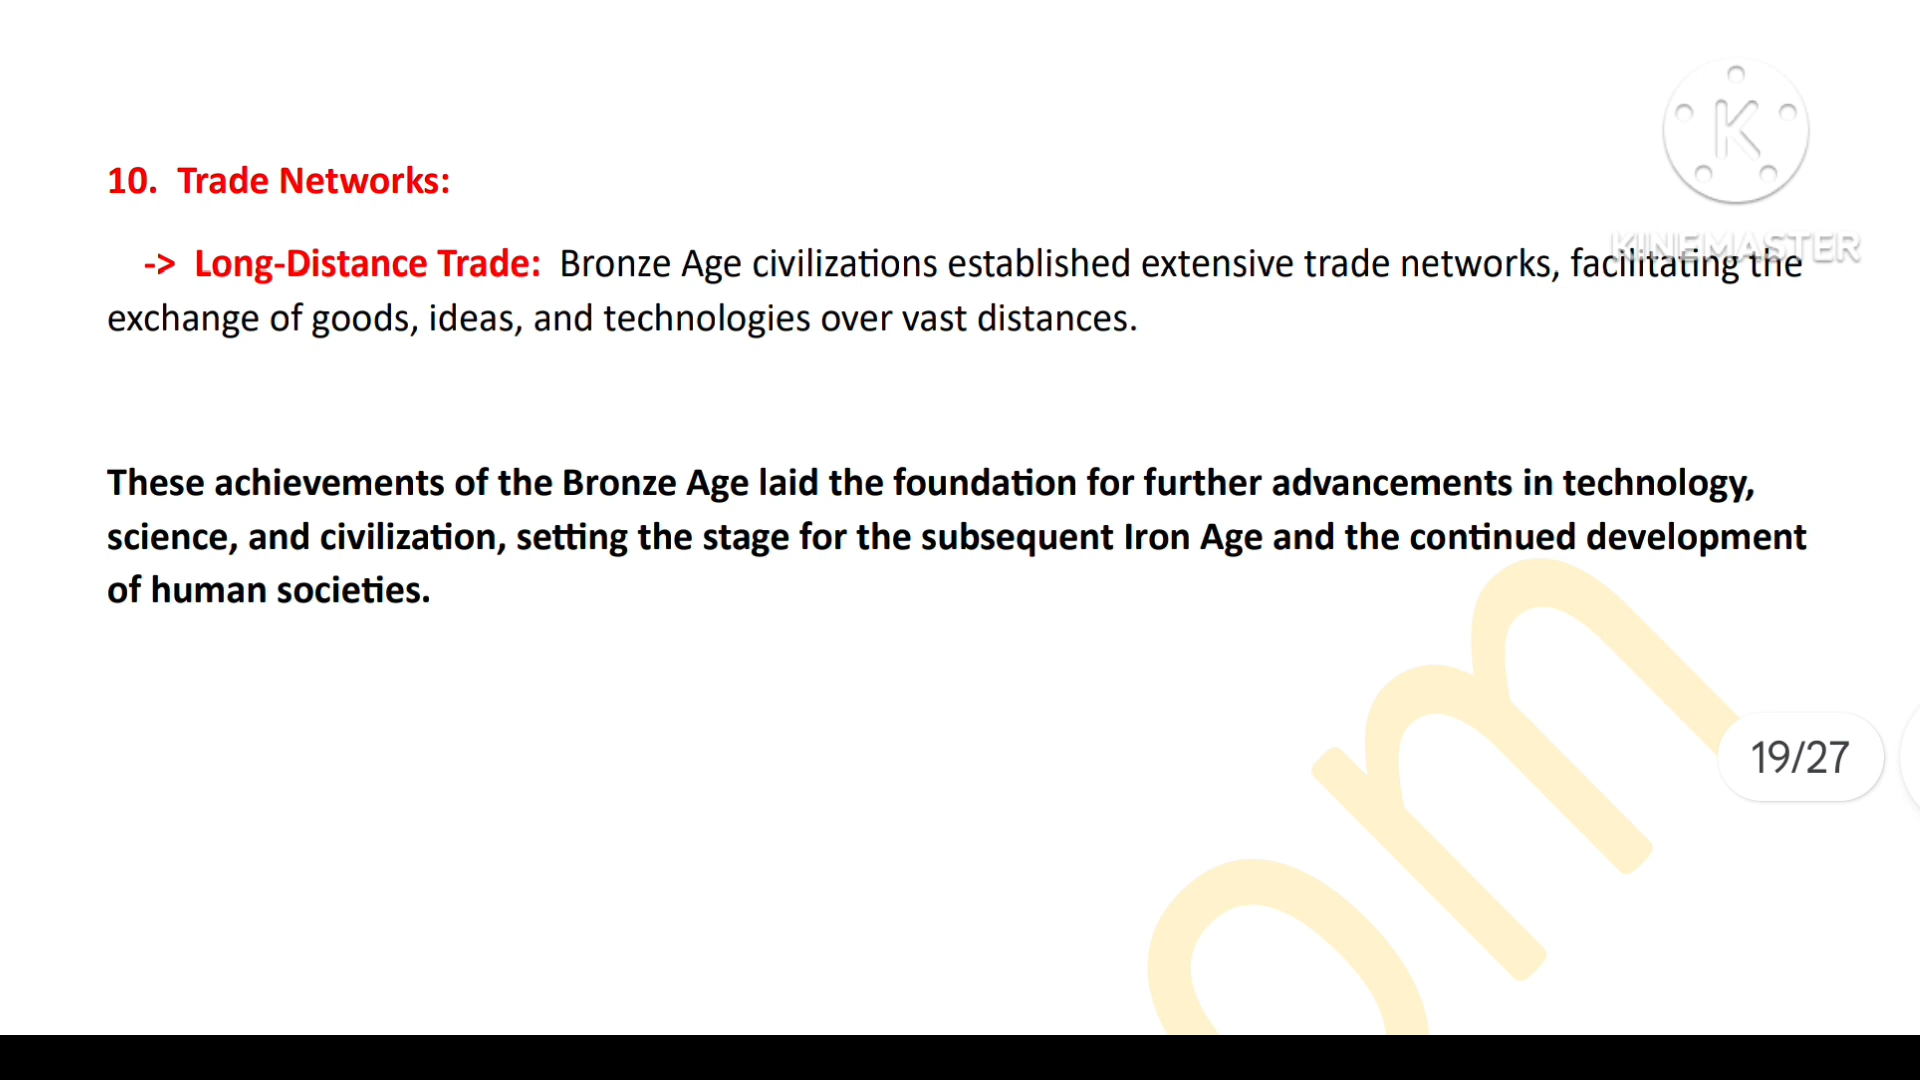 K
KINEMASTER
10. Trade Networks:
-> Long-Distance Trade: Bronze Age civilizations established extensive trade networks, facilitating the
exchange of goods, ideas, and technologies over vast distances.
These achievements of the Bronze Age laid the foundation for further advancements in technology,
science, and civilization, setting the stage for the subsequent Iron Age and the continued development
of human societies.
om
19/27